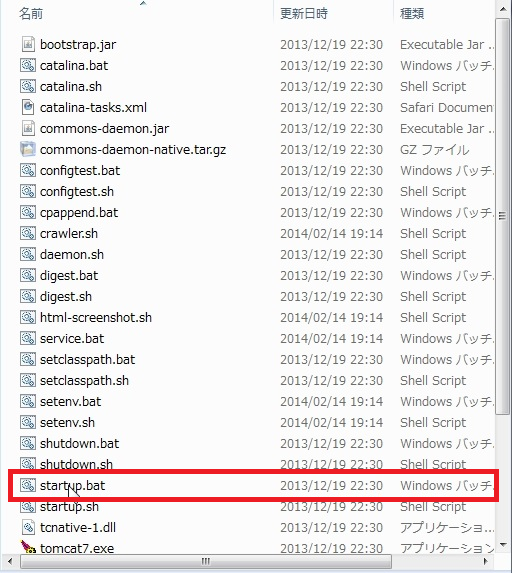 名前 更新日時 種類
bootstrap.jar 2013/12/19 22:30 Executable Jar ...
catalina.bat 2013/12/19 22:30 Windows バッチ...
catalina.sh 2013/12/19 22:30 Shell Script
catalina-tasks.xml 2013/12/19 22:30 Safari Documen
commons-daemon.jar 2013/12/19 22:30 Executable Jar ...
commons-daemon-native.tar.gz 2013/12/19 22:30 GZ ファイル
configtest.bat 2013/12/19 22:30 Windows バッチ...
configtest.sh 2013/12/19 22:30 Shell Script
cpappend.bat 2013/12/19 22:30 Windows バッチ...
crawler.sh 2014/02/14 19:14 Shell Script
daemon.sh 2013/12/19 22:30 Shell Script
digest.bat 2013/12/19 22:30 Windows バッチ...
digest.sh 2013/12/19 22:30 Shell Script
html-screenshot.sh 2014/02/14 19:14 Shell Script
service.bat 2014/02/14 19:14 Windows バッチ...
setclasspath.bat 2013/12/19 22:30 Windows バッチ...
setclasspath.sh 2013/12/19 22:30 Shell Script
setenv.bat 2014/02/14 19:14 Windows バッチ...
setenv.sh 2014/02/14 19:14 Shell Script
shutdown.bat 2013/12/19 22:30 Windows バッチ...
shutdown.sh 2013/12/19 22:30 Shell Script
startup.bat 2013/12/19 22:30 Windows バッチ...
startup.sh 2013/12/19 22:30 Shell Script
tcnative-1.dll 2013/12/19 22:30 アプリケーショ...
tomcat7.exe 2013/12/19 22:30 アプリケーション